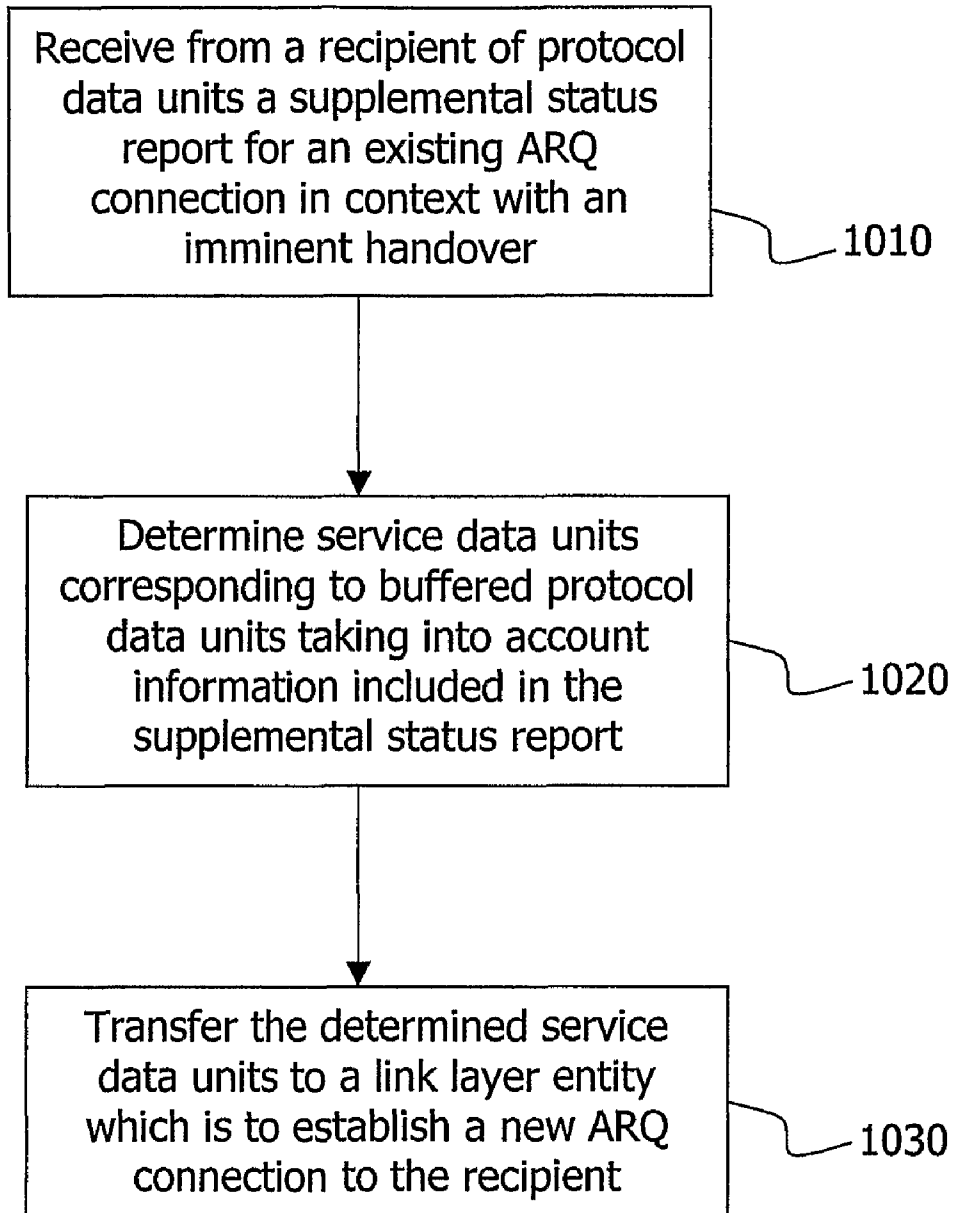 Receive from a recipient of protocol
data units a supplemental status
report for an existing ARQ
connection in context with an
imminent handover
1010
Determine service data units
corresponding to buffered protocol
data units taking into account
information included in the
supplemental status report
1020
Transfer the determined service
data units to a link layer entity
which is to establish a new ARQ
connection to the recipient
1030